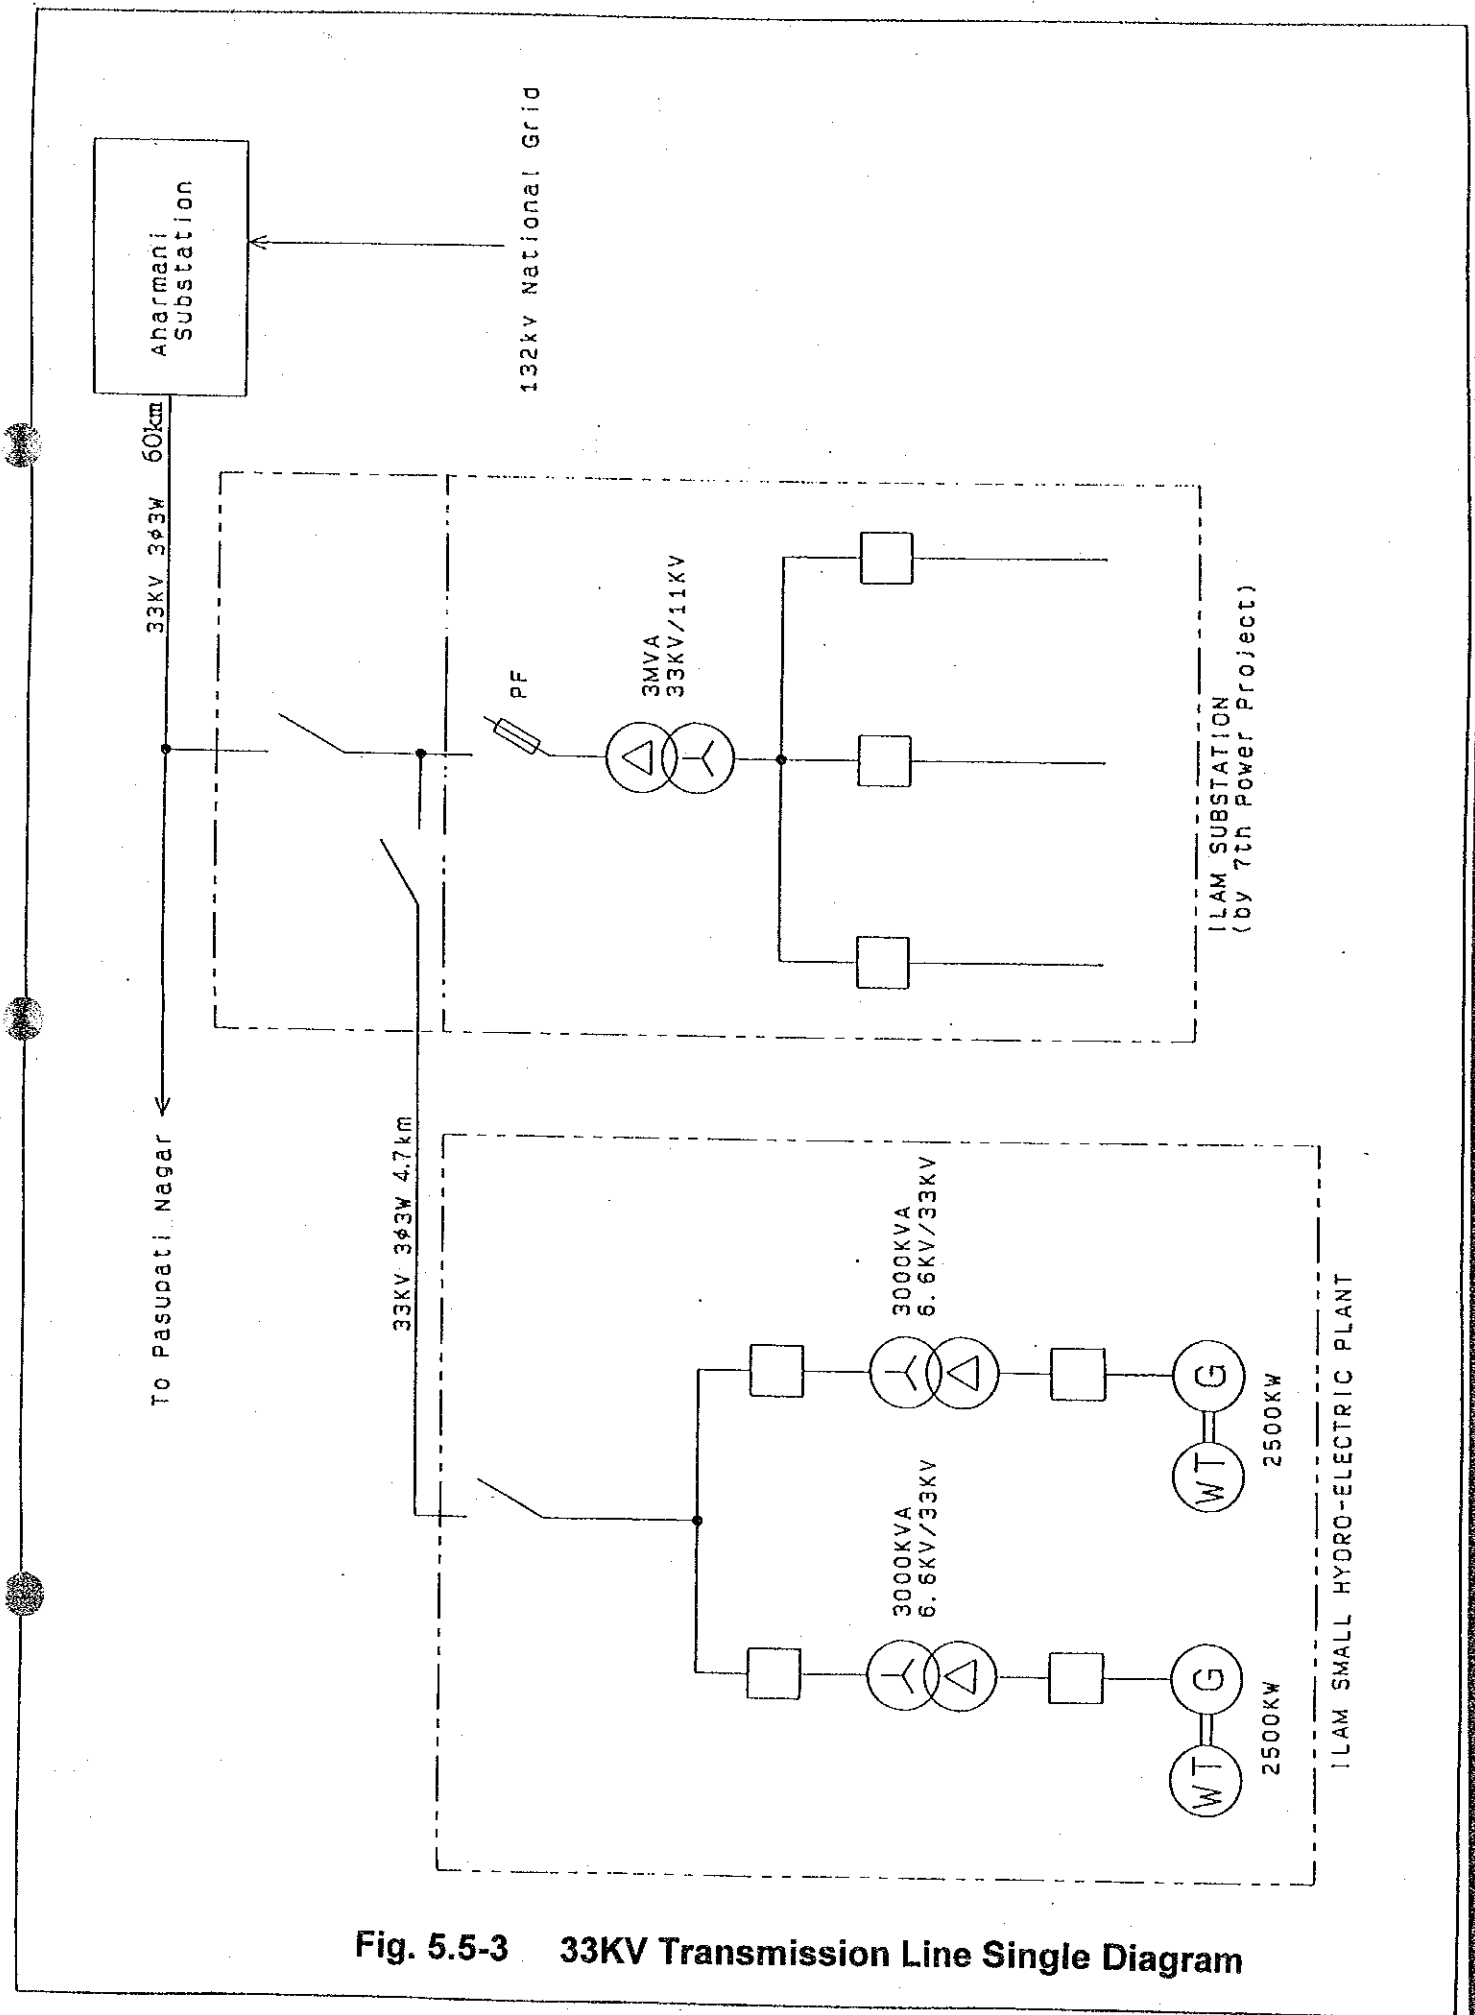 Aharmani
Substation
132kv National Grid
33KV 3φ3W 60km
To Pasupati Nagar
PF
3MVA
33KV/11KV
ILAM SUBSTATION
(by 7th Power Project)
33KV 3φ3W 4.7km
3000KVA
6.6KV/33KV
3000KVA
6.6KV/33KV
WT G
2500KW
WT G
2500KW
ILAM SMALL HYDRO-ELECTRIC PLANT
Fig. 5.5-3 33KV Transmission Line Single Diagram